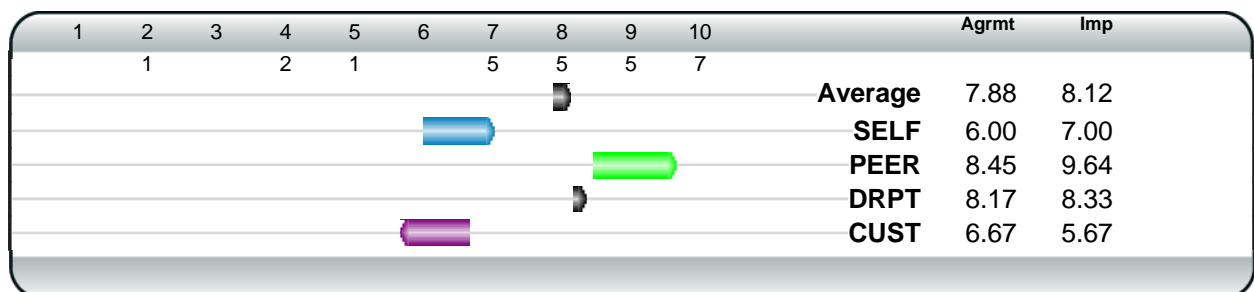 1 2 3 4 5 6 7 8 9 10 Agrmt Imp
1 2 1 5 5 5 7
Average 7.88 8.12
SELF 6.00 7.00
PEER 8.45 9.64
DRPT 8.17 8.33
CUST 6.67 5.67